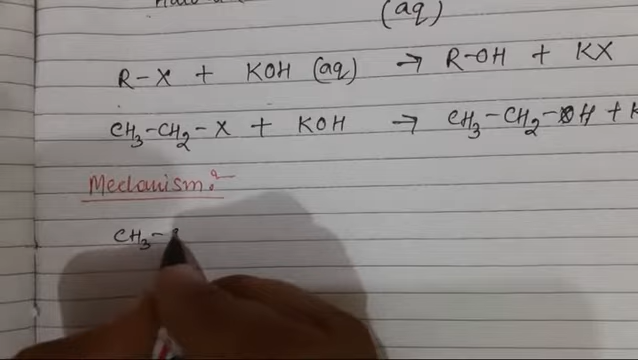 (aq)
R-X + KOH (aq) → R-OH + KX
CH3-CH2-X + KOH → CH3-CH2-OH + K
Mechanism:-
CH3-